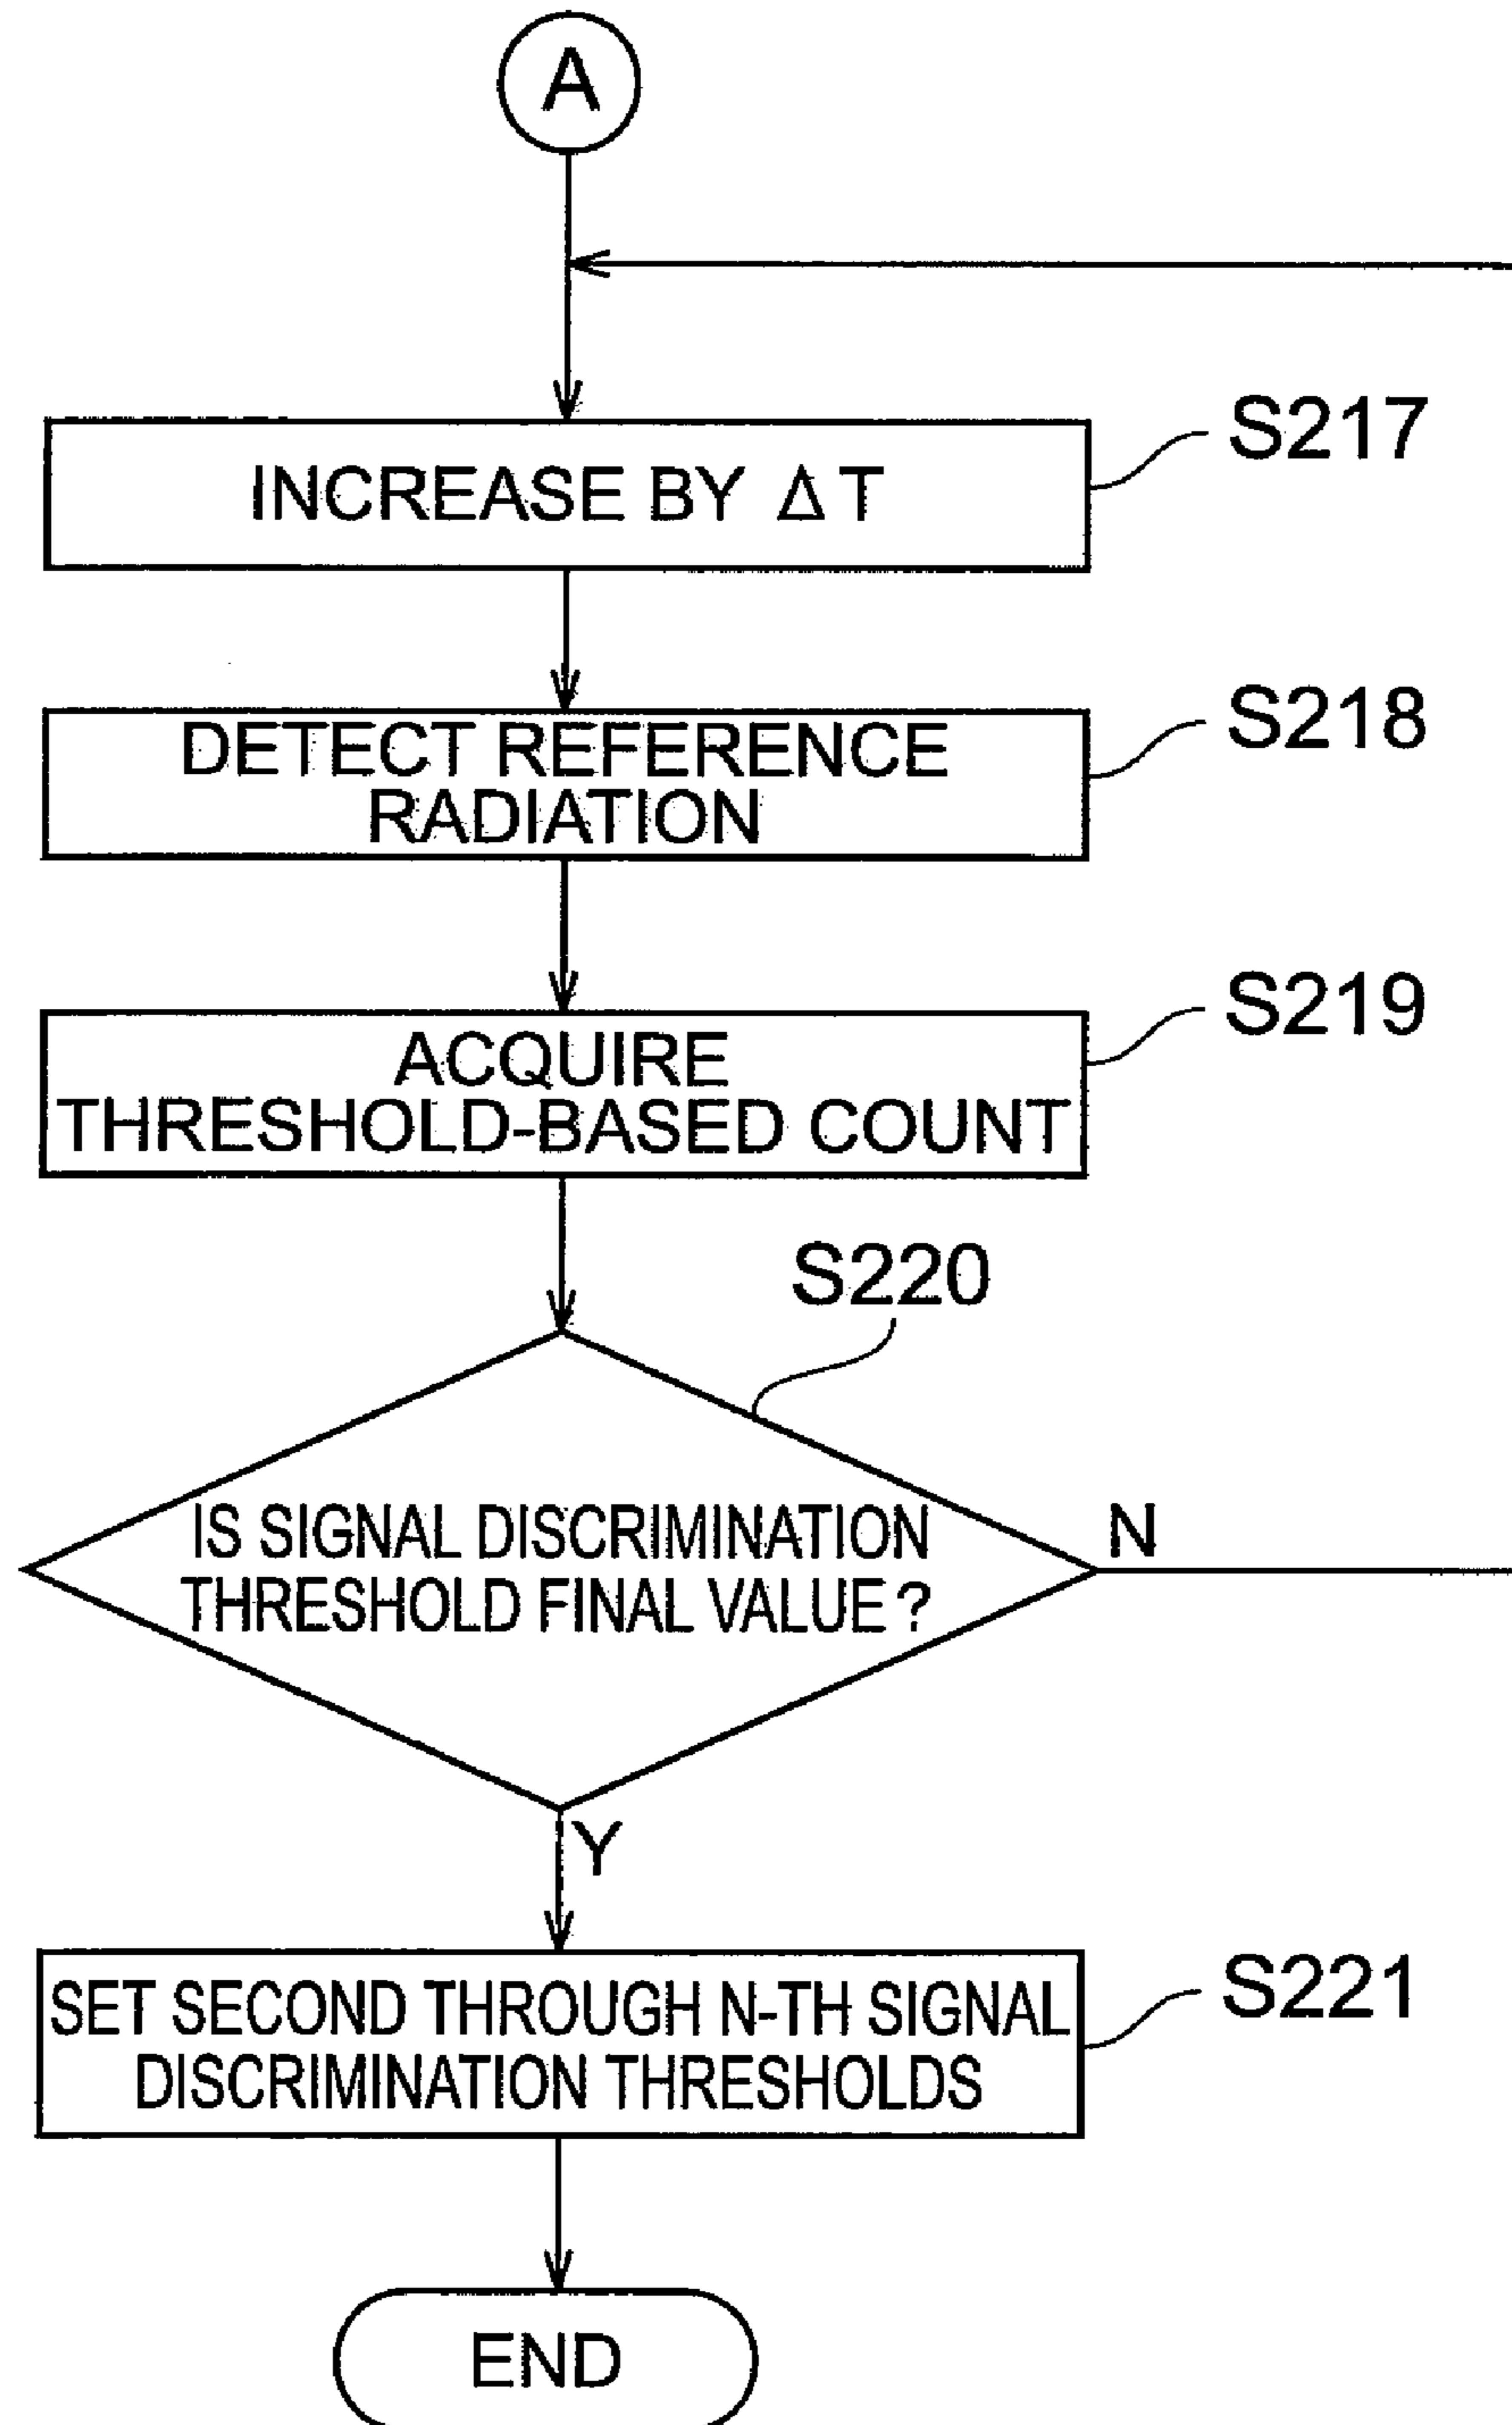 A
INCREASE BY Δ T
S217
DETECT REFERENCE
RADIATION
S218
ACQUIRE
THRESHOLD-BASED COUNT
S219
S220
IS SIGNAL DISCRIMINATION
THRESHOLD FINAL VALUE ?
N
Y
SET SECOND THROUGH N-TH SIGNAL
DISCRIMINATION THRESHOLDS
S221
END